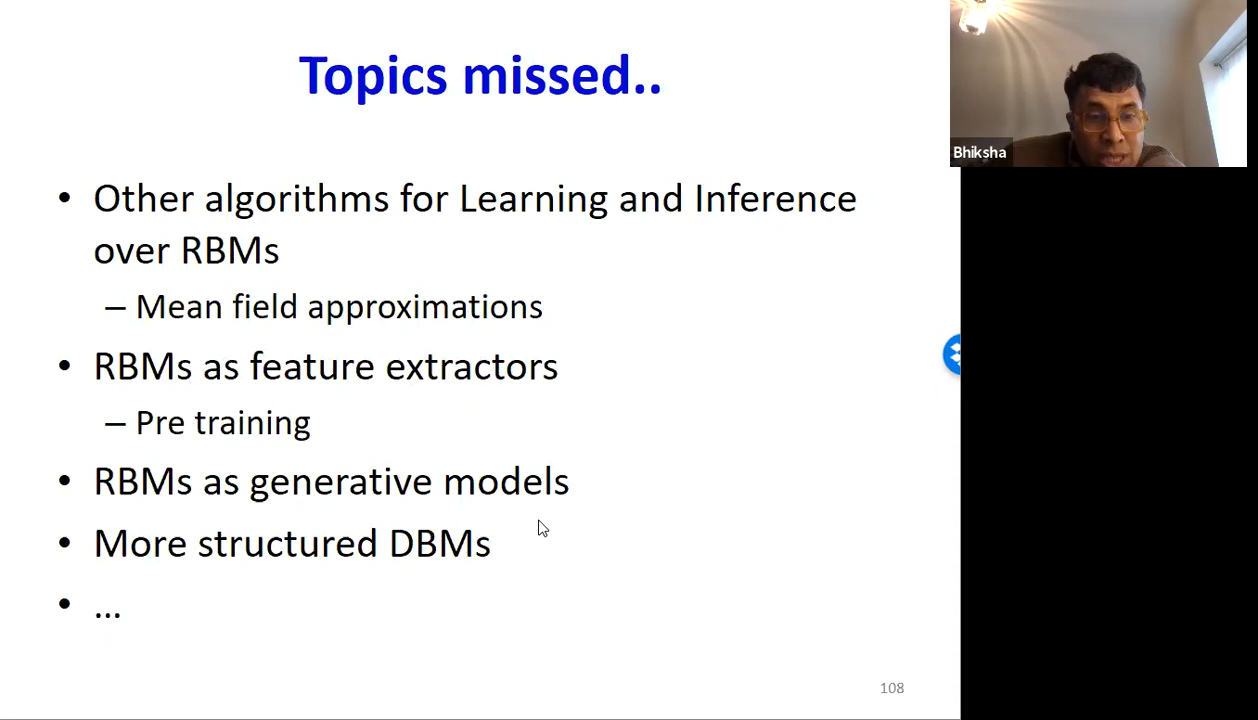 Topics missed..
Bhiksha
• Other algorithms for Learning and Inference
over RBMs
– Mean field approximations
• RBMs as feature extractors
– Pre training
• RBMs as generative models
• More structured DBMs
• ...
108